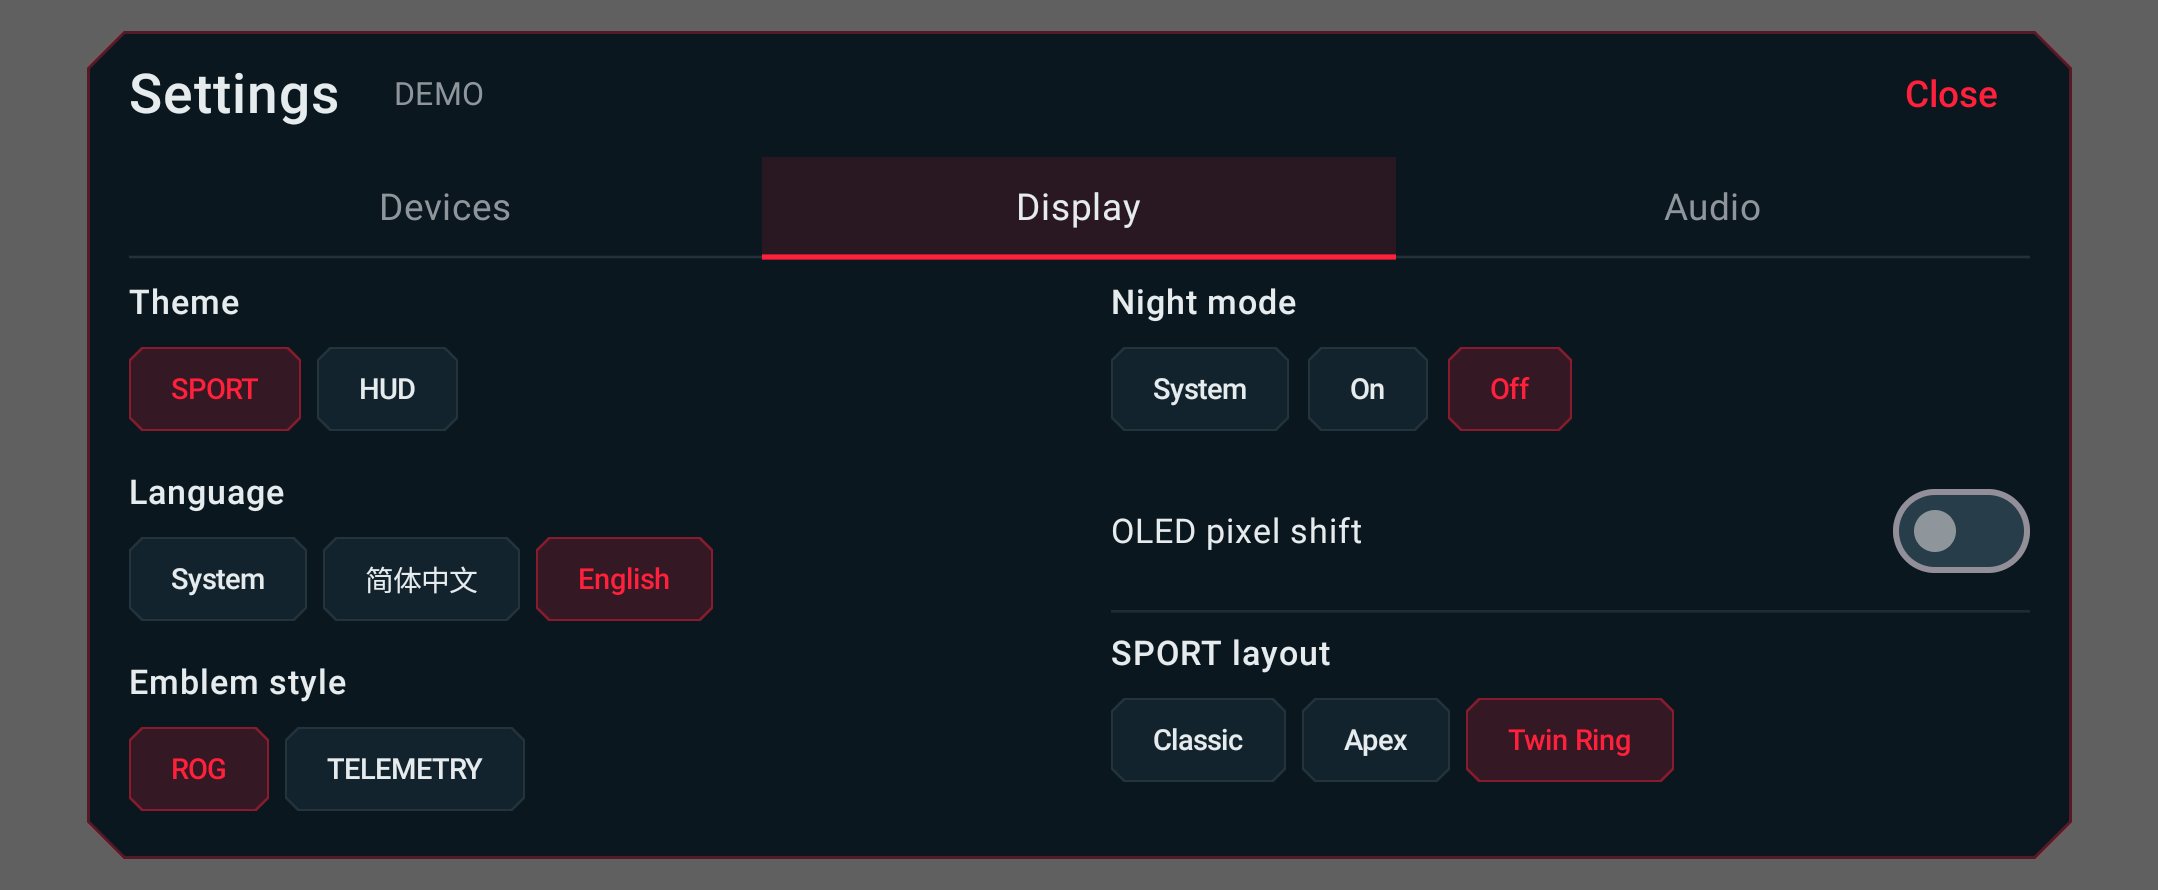 Settings DEMO Close
Devices Display Audio
Theme
SPORT HUD
Language
System 简体中文 English
Emblem style
ROG TELEMETRY
Night mode
System On Off
OLED pixel shift
SPORT layout
Classic Apex Twin Ring